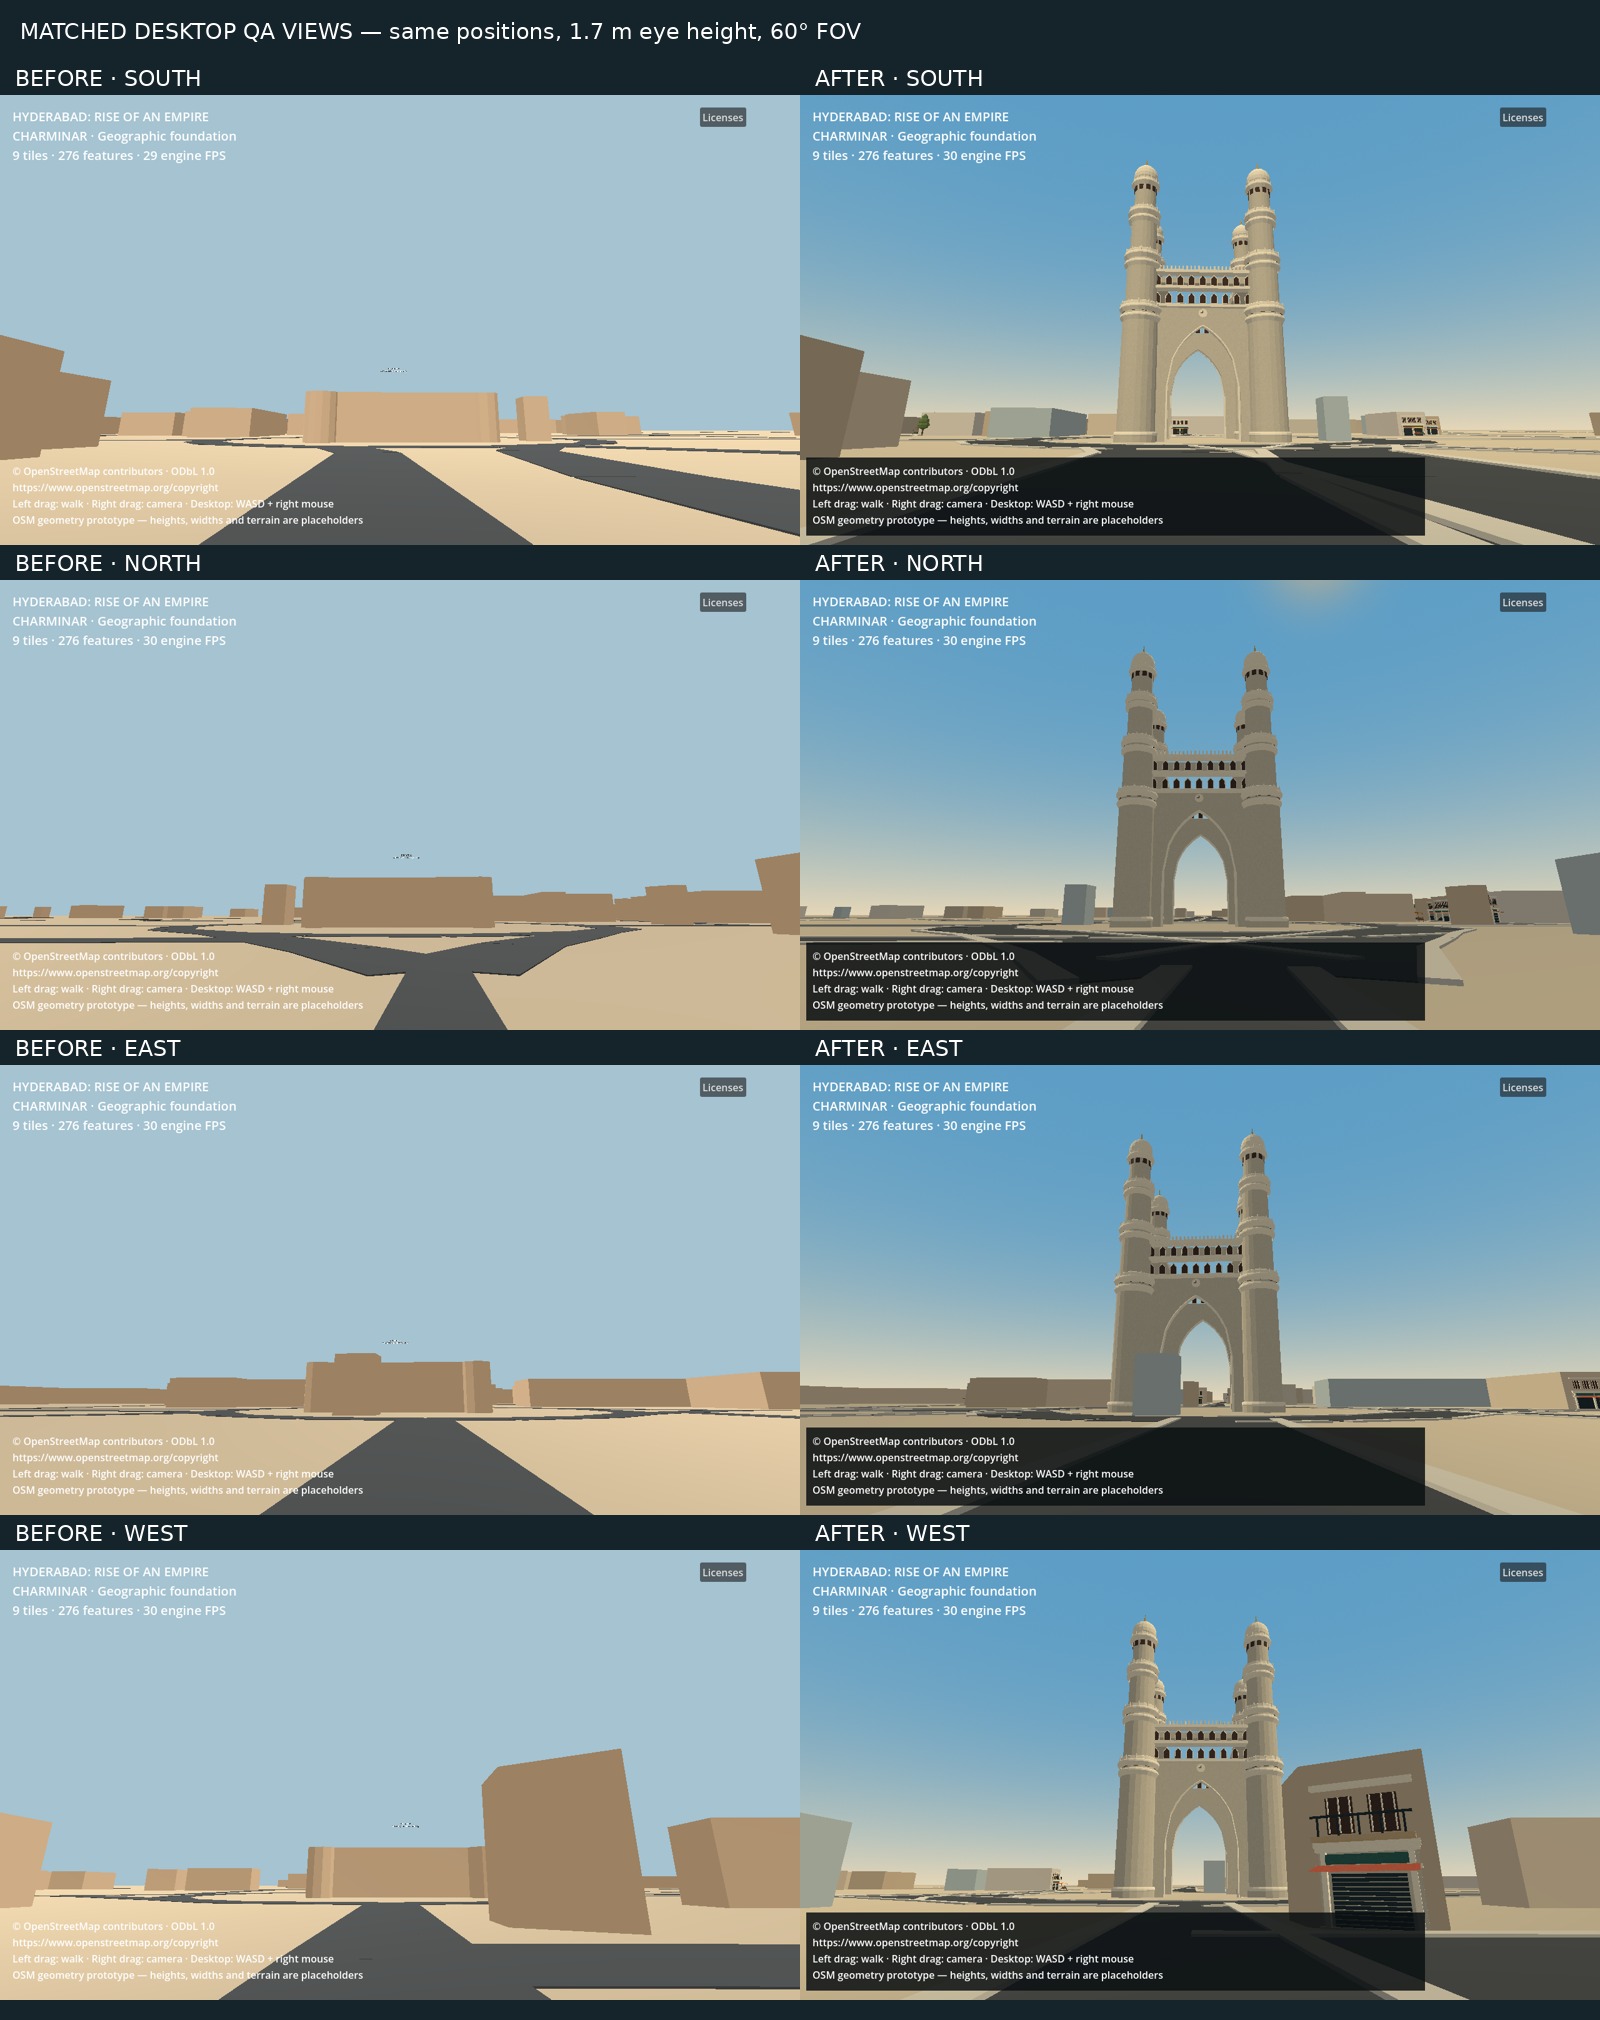 MATCHED DESKTOP QA VIEWS — same positions, 1.7 m eye height, 60° FOV
BEFORE · SOUTH
HYDERABAD: RISE OF AN EMPIRE
CHARMINAR · Geographic foundation
9 tiles · 276 features · 29 engine FPS
Licenses
© OpenStreetMap contributors · ODbL 1.0
https://www.openstreetmap.org/copyright
Left drag: walk · Right drag: camera · Desktop: WASD + right mouse
OSM geometry prototype — heights, widths and terrain are placeholders
AFTER · SOUTH
HYDERABAD: RISE OF AN EMPIRE
CHARMINAR · Geographic foundation
9 tiles · 276 features · 30 engine FPS
Licenses
© OpenStreetMap contributors · ODbL 1.0
https://www.openstreetmap.org/copyright
Left drag: walk · Right drag: camera · Desktop: WASD + right mouse
OSM geometry prototype — heights, widths and terrain are placeholders
BEFORE · NORTH
HYDERABAD: RISE OF AN EMPIRE
CHARMINAR · Geographic foundation
9 tiles · 276 features · 30 engine FPS
Licenses
© OpenStreetMap contributors · ODbL 1.0
https://www.openstreetmap.org/copyright
Left drag: walk · Right drag: camera · Desktop: WASD + right mouse
OSM geometry prototype — heights, widths and terrain are placeholders
AFTER · NORTH
HYDERABAD: RISE OF AN EMPIRE
CHARMINAR · Geographic foundation
9 tiles · 276 features · 30 engine FPS
Licenses
© OpenStreetMap contributors · ODbL 1.0
https://www.openstreetmap.org/copyright
Left drag: walk · Right drag: camera · Desktop: WASD + right mouse
OSM geometry prototype — heights, widths and terrain are placeholders
BEFORE · EAST
HYDERABAD: RISE OF AN EMPIRE
CHARMINAR · Geographic foundation
9 tiles · 276 features · 30 engine FPS
Licenses
© OpenStreetMap contributors · ODbL 1.0
https://www.openstreetmap.org/copyright
Left drag: walk · Right drag: camera · Desktop: WASD + right mouse
OSM geometry prototype — heights, widths and terrain are placeholders
AFTER · EAST
HYDERABAD: RISE OF AN EMPIRE
CHARMINAR · Geographic foundation
9 tiles · 276 features · 30 engine FPS
Licenses
© OpenStreetMap contributors · ODbL 1.0
https://www.openstreetmap.org/copyright
Left drag: walk · Right drag: camera · Desktop: WASD + right mouse
OSM geometry prototype — heights, widths and terrain are placeholders
BEFORE · WEST
HYDERABAD: RISE OF AN EMPIRE
CHARMINAR · Geographic foundation
9 tiles · 276 features · 30 engine FPS
Licenses
© OpenStreetMap contributors · ODbL 1.0
https://www.openstreetmap.org/copyright
Left drag: walk · Right drag: camera · Desktop: WASD + right mouse
OSM geometry prototype — heights, widths and terrain are placeholders
AFTER · WEST
HYDERABAD: RISE OF AN EMPIRE
CHARMINAR · Geographic foundation
9 tiles · 276 features · 30 engine FPS
Licenses
© OpenStreetMap contributors · ODbL 1.0
https://www.openstreetmap.org/copyright
Left drag: walk · Right drag: camera · Desktop: WASD + right mouse
OSM geometry prototype — heights, widths and terrain are placeholders